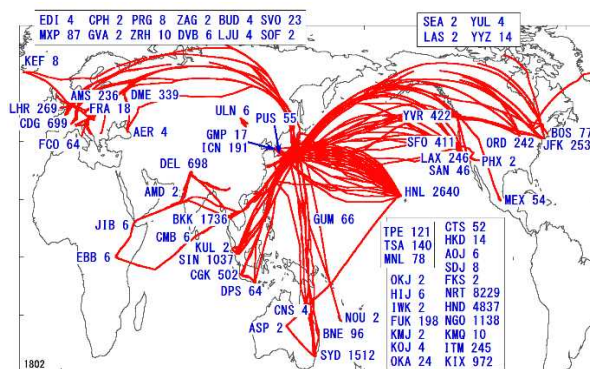 EDI 4 CPH 2 PRG 8 ZAG 2 BUD 4 SVO 23
MXP 87 GVA 2 ZRH 10 DVB 6 LJU 4 SOF 2
SEA 2 YUL 4
LAS 2 YYZ 14
KEF 8
AMS 236
DME 339
LHR 269
FRA 18
CDG 699
AER 4
FCO 64
ULN 6
PUS 55
GMP 17
ICN 191
YVR 422
SFO 411
ORD 242
BOS 77
JFK 253
LAX 246
PHX 2
SAN 46
HNL 2640
MEX 54
DEL 698
AMD 2
BKK 1736
GUM 66
JIB 6
CMB 6
EBB 6
KUL 2
SIN 1037
CGK 502
DPS 64
CNS 4
NOU 2
ASP 2
BNE 96
SYD 1512
TPE 121
TSA 140
MNL 78
OKJ 2
HIJ 6
IWK 2
FUK 198
KMJ 2
KOJ 4
OKA 24
CTS 52
HKD 14
AOJ 6
SDJ 8
FKS 2
NRT 8229
HND 4837
NGO 1138
KMQ 10
ITM 245
KIX 972
1802